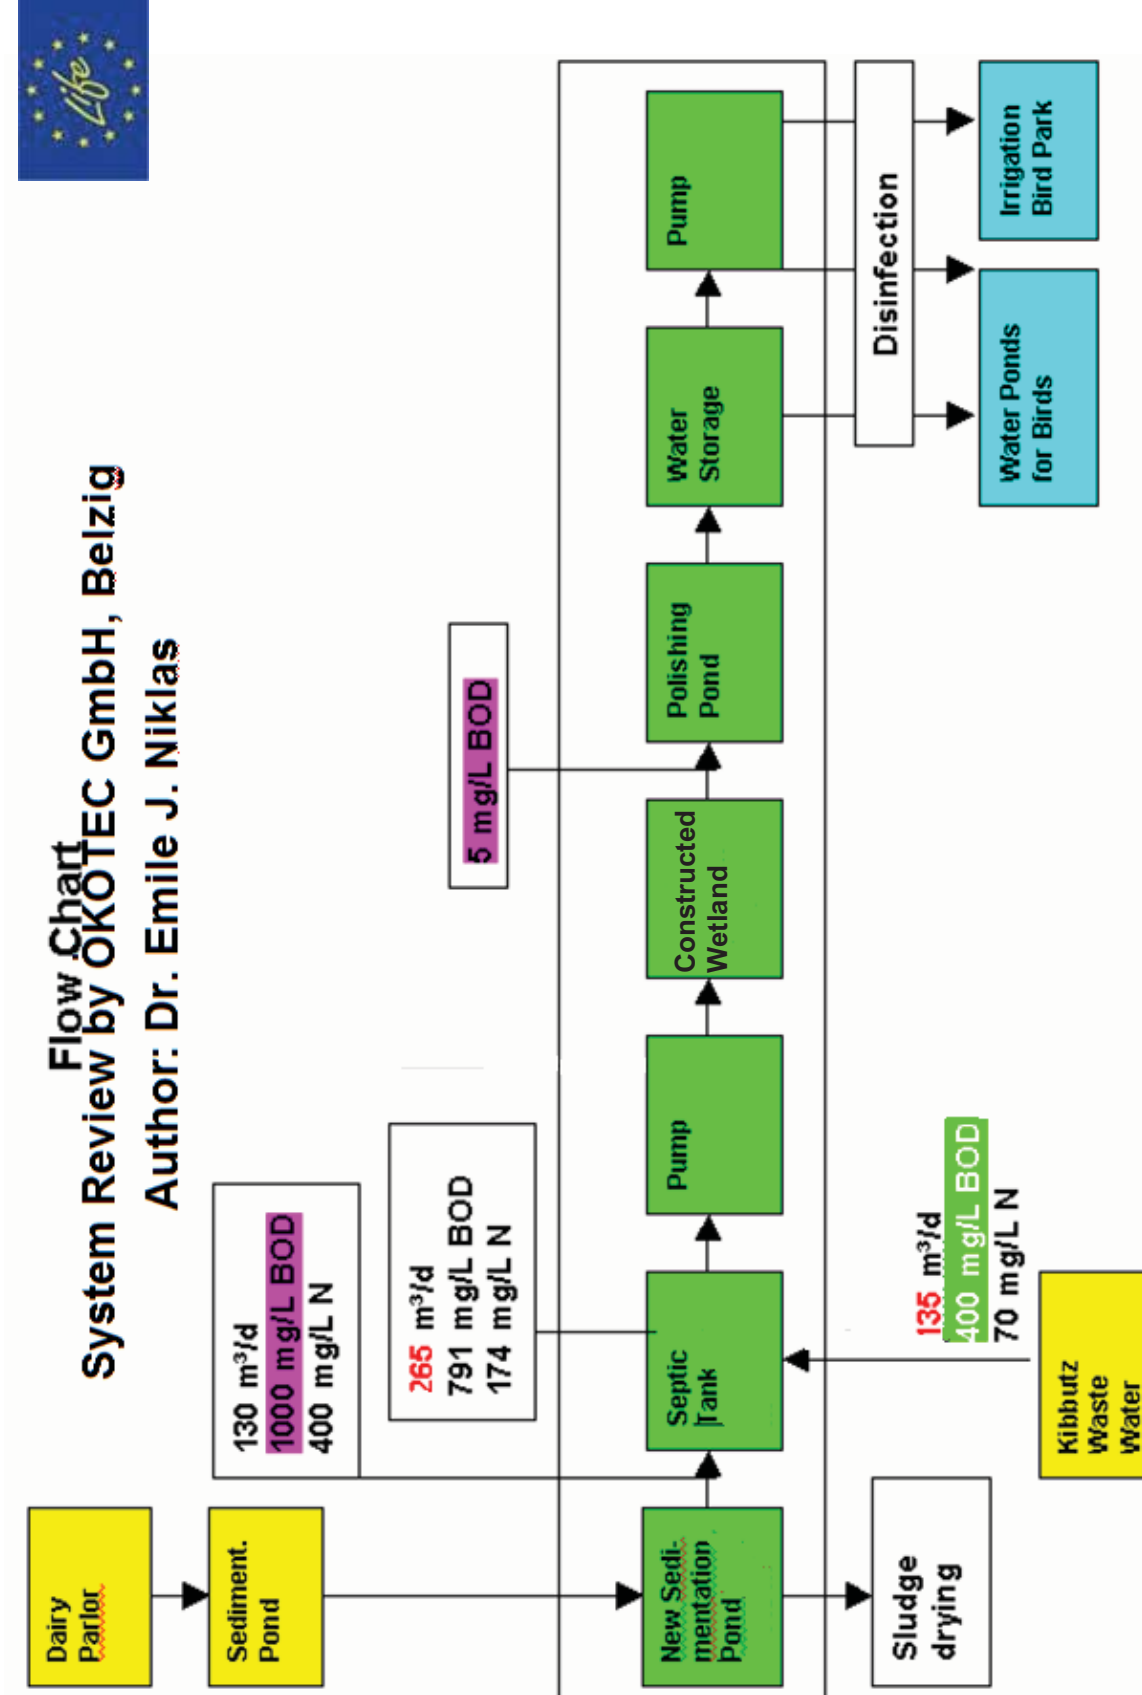 Life
Flow Chart
System Review by ÖKOTEC GmbH, Belzig
Author: Dr. Emile J. Niklas
Dairy
Parlor
Sediment.
Pond
130 m³/d
1000 mg/L BOD
400 mg/L N
265 m³/d
791 mg/L BOD
174 mg/L N
5 mg/L BOD
New Sedi-
mentation
Pond
Septic
Tank
Pump
Constructed
Wetland
Polishing
Pond
Water
Storage
Pump
Sludge
drying
Kibbutz
Waste
Water
135 m³/d
400 mg/L BOD
70 mg/L N
Disinfection
Water Ponds
for Birds
Irrigation
Bird Park